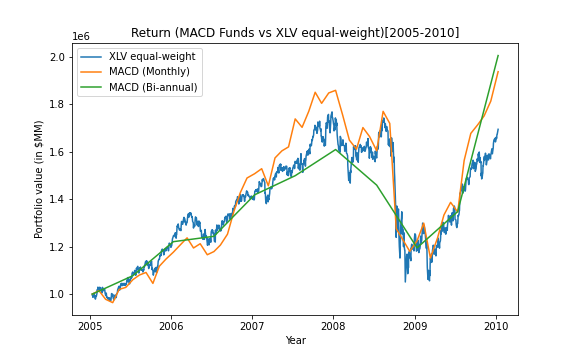 Return (MACD Funds vs XLV equal-weight)[2005-2010]
1e6
XLV equal-weight
MACD (Monthly)
MACD (Bi-annual)
2.0
1.8
1.6
1.4
1.2
1.0
Portfolio value (in $MM)
2005 2006 2007 2008 2009 2010
Year